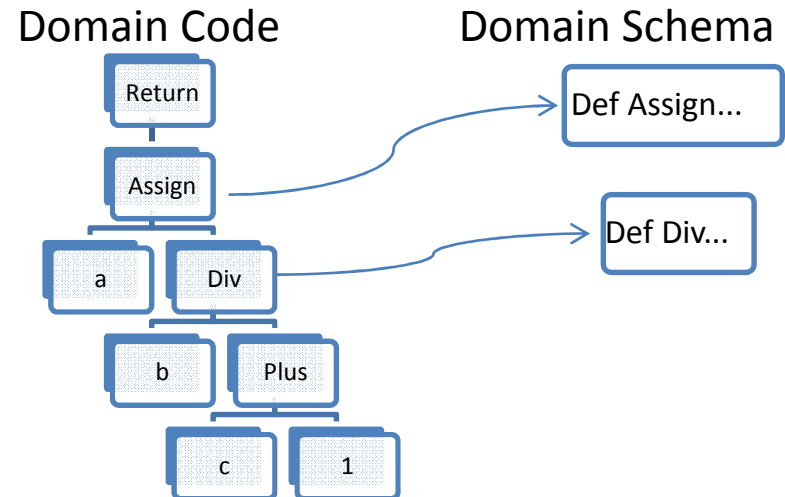 Domain Code
Domain Schema
Return
Def Assign...
Assign
Def Div...
a
Div
b
Plus
c
1